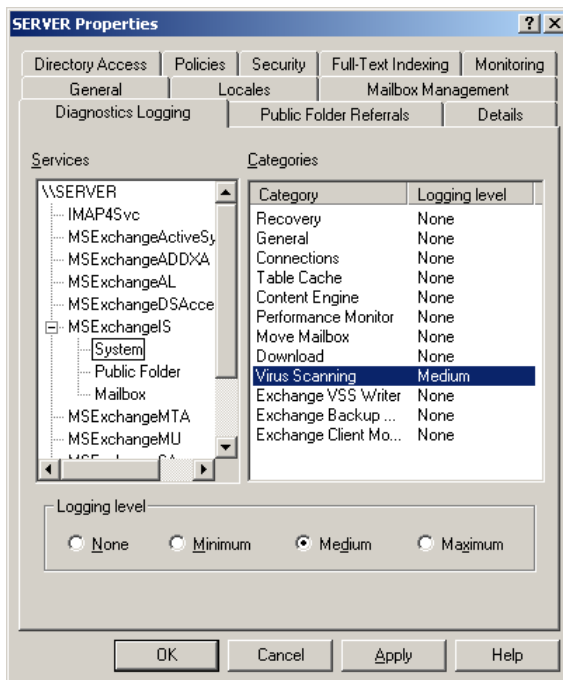 SERVER Properties
Directory Access Policies Security Full-Text Indexing Monitoring
General Locales Mailbox Management
Diagnostics Logging Public Folder Referrals Details
Services
\\SERVER
IMAP4Svc
MSExchangeActiveSy
MSExchangeADDXA
MSExchangeAL
MSExchangeDSAcce
MSExchangeIS
System
Public Folder
Mailbox
MSExchangeMTA
MSExchangeMU
Categories
Category Logging level
Recovery None
General None
Connections None
Table Cache None
Content Engine None
Performance Monitor None
Move Mailbox None
Download None
Virus Scanning Medium
Exchange VSS Writer None
Exchange Backup ... None
Exchange Client Mo... None
Logging level
None Minimum Medium Maximum
OK Cancel Apply Help